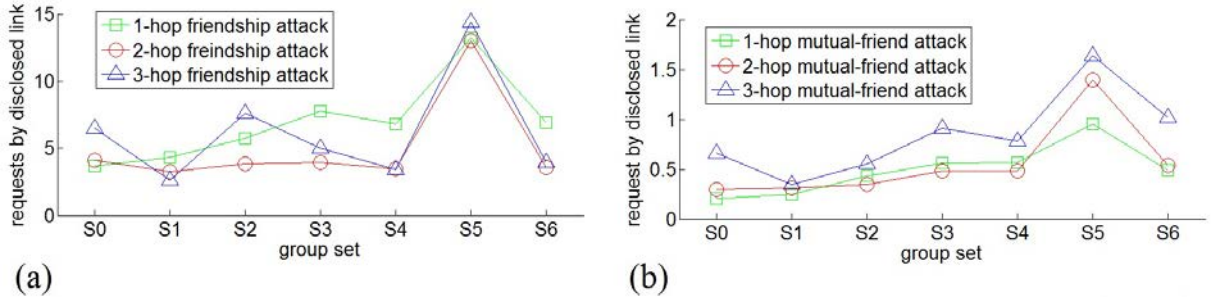 requests by disclosed link
15
10
5
0
1-hop friendship attack
2-hop freindship attack
3-hop friendship attack
S0 S1 S2 S3 S4 S5 S6
group set
(a)
request by disclosed link
2
1.5
1
0.5
0
1-hop mutual-friend attack
2-hop mutual-friend attack
3-hop mutual-friend attack
S0 S1 S2 S3 S4 S5 S6
group set
(b)